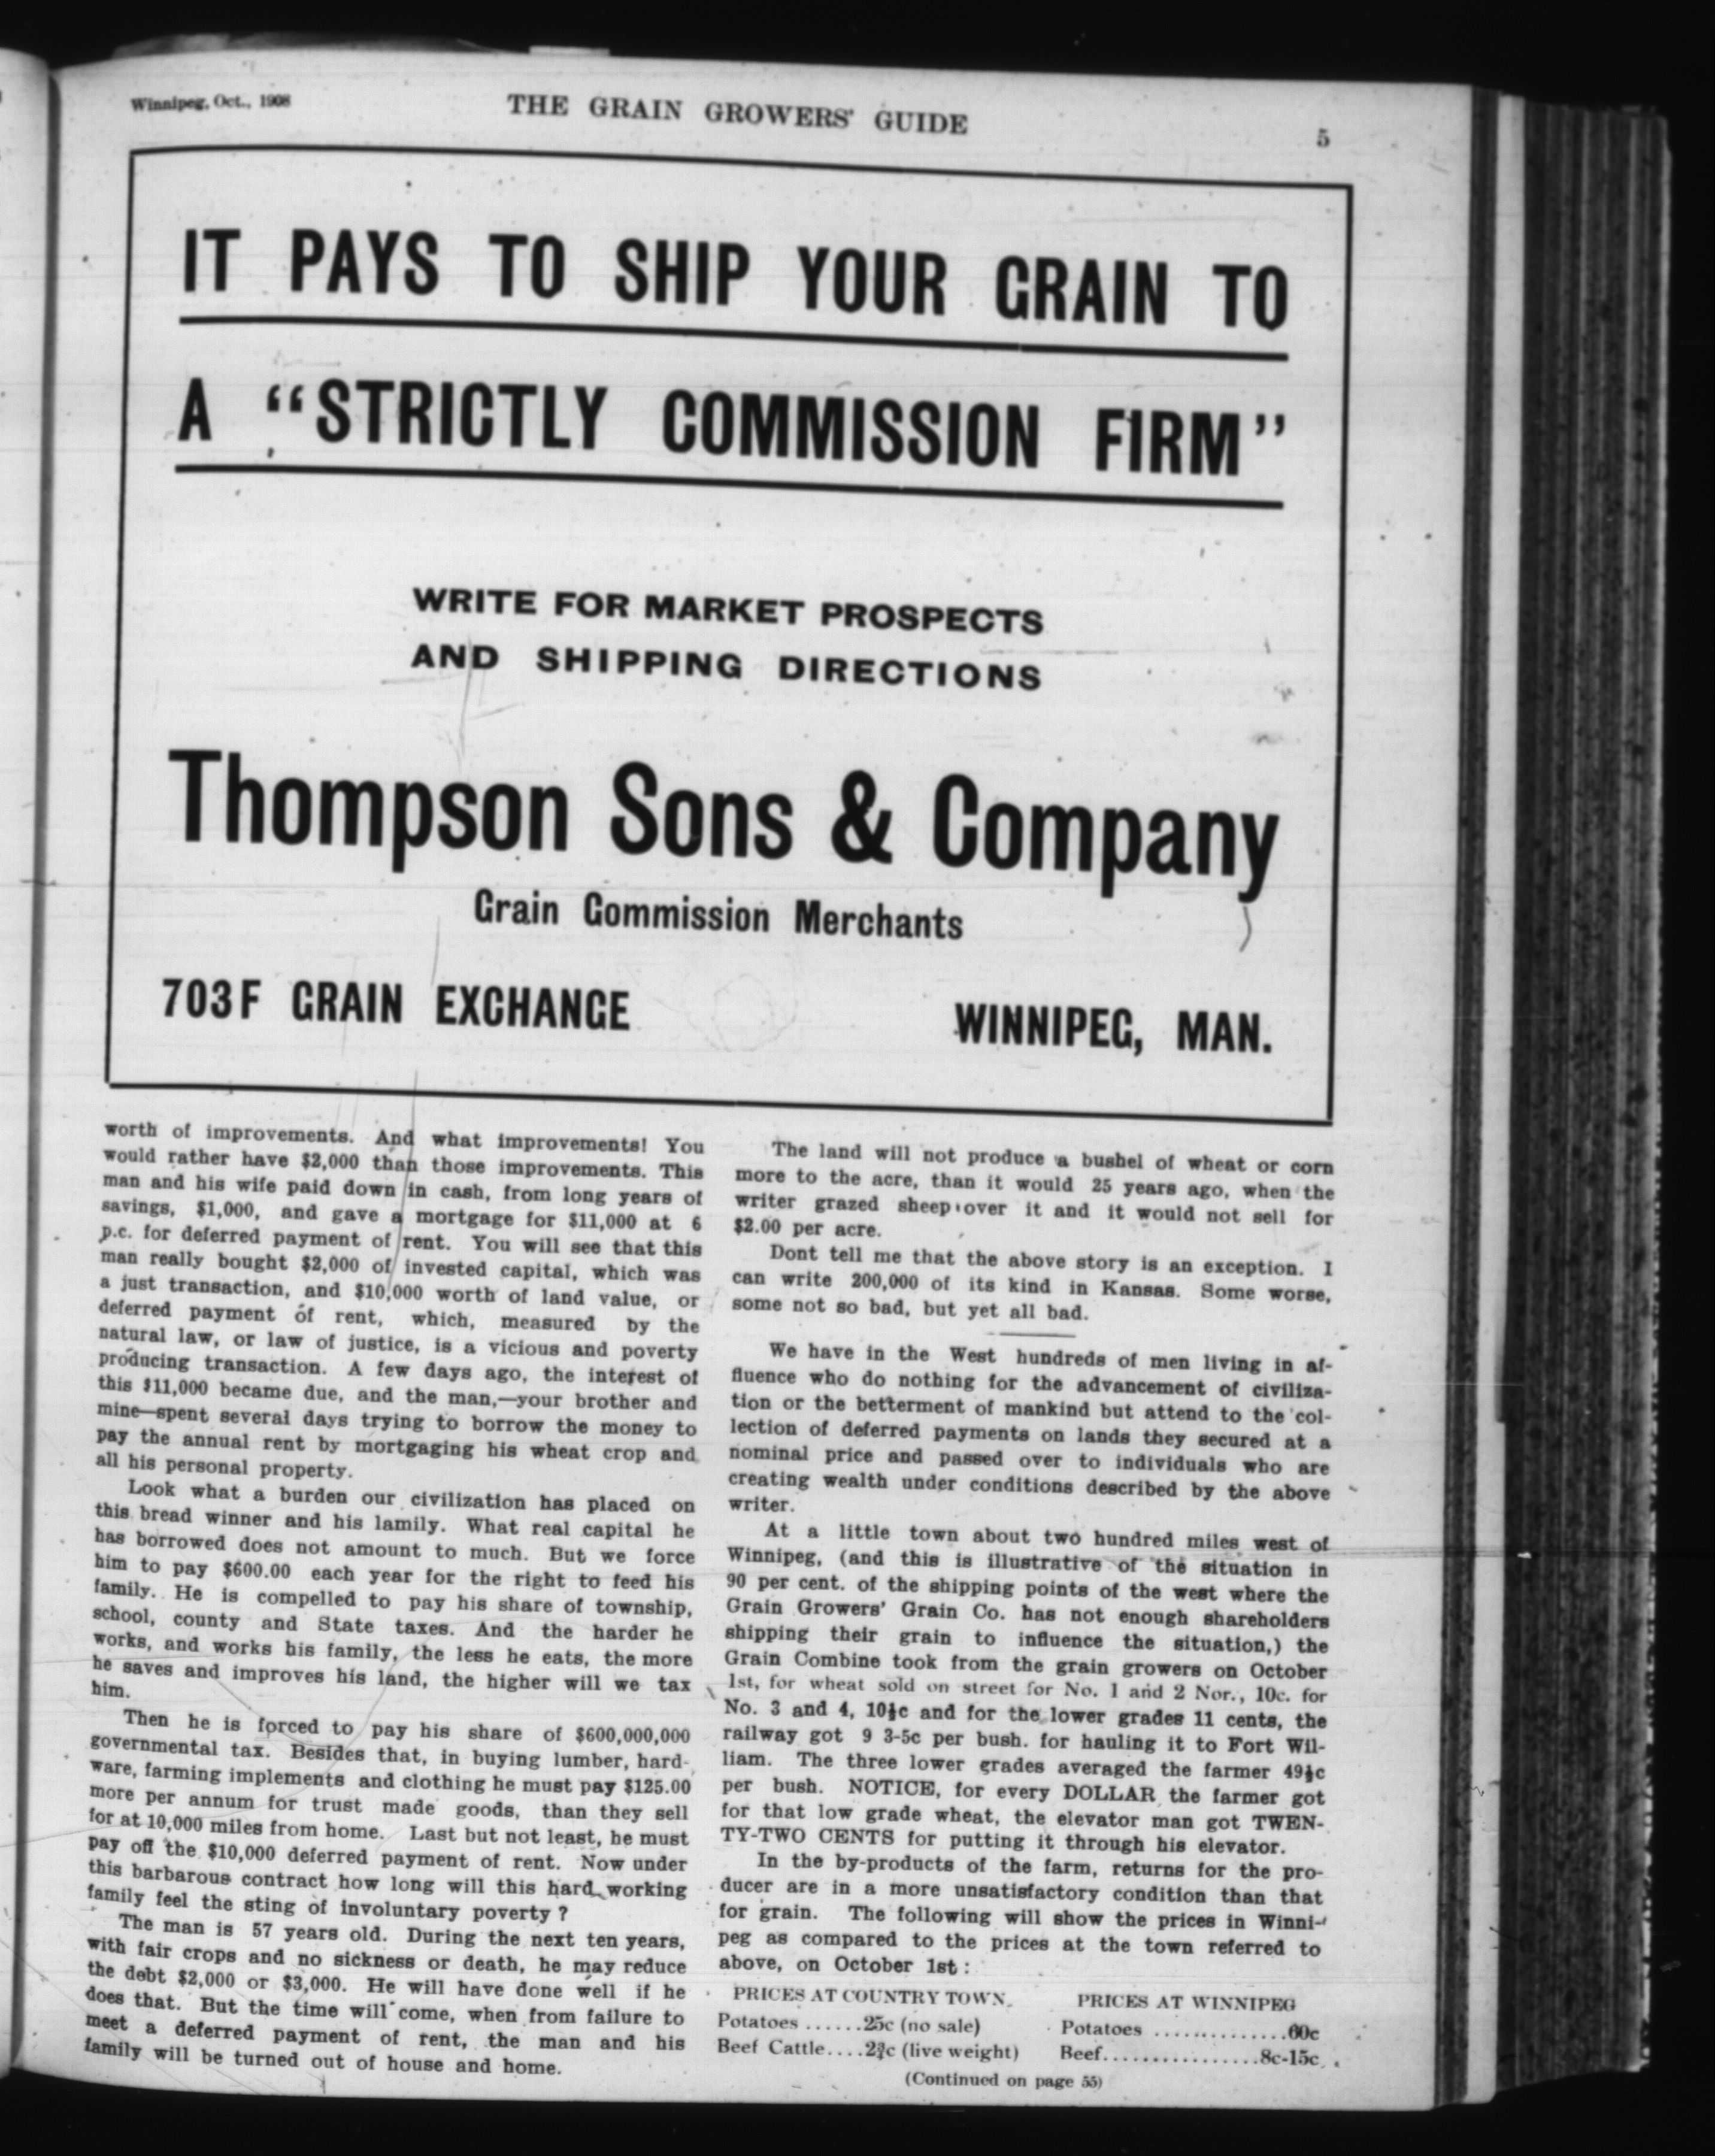 Winnipeg, Oct., 1908
THE GRAIN GROWERS' GUIDE
5
IT PAYS TO SHIP YOUR GRAIN TO
A "STRICTLY COMMISSION FIRM"
WRITE FOR MARKET PROSPECTS
AND SHIPPING DIRECTIONS
Thompson Sons & Company
Grain Commission Merchants
703F GRAIN EXCHANGE
WINNIPEG, MAN.
worth of improvements. And what improvements! You
would rather have $2,000 than those improvements. This
man and his wife paid down in cash, from long years of
savings, $1,000, and gave a mortgage for $11,000 at 6
p.c. for deferred payment of rent. You will see that this
man really bought $2,000 of invested capital, which was
a just transaction, and $10,000 worth of land value, or
deferred payment of rent, which, measured by the
natural law, or law of justice, is a vicious and poverty
producing transaction. A few days ago, the interest of
this $11,000 became due, and the man,—your brother and
mine—spent several days trying to borrow the money to
pay the annual rent by mortgaging his wheat crop and
all his personal property.
Look what a burden our civilization has placed on
this bread winner and his lamily. What real capital he
has borrowed does not amount to much. But we force
him to pay $600.00 each year for the right to feed his
family. He is compelled to pay his share of township,
school, county and State taxes. And the harder he
works, and works his family, the less he eats, the more
he saves and improves his land, the higher will we tax
him.
Then he is forced to pay his share of $600,000,000
governmental tax. Besides that, in buying lumber, hard-
ware, farming implements and clothing he must pay $125.00
more per annum for trust made goods, than they sell
for at 10,000 miles from home. Last but not least, he must
pay off the $10,000 deferred payment of rent. Now under
this barbarous contract how long will this hard working
family feel the sting of involuntary poverty?
The man is 57 years old. During the next ten years,
with fair crops and no sickness or death, he may reduce
the debt $2,000 or $3,000. He will have done well if he
does that. But the time will come, when from failure to
meet a deferred payment of rent, the man and his
family will be turned out of house and home.
The land will not produce a bushel of wheat or corn
more to the acre, than it would 25 years ago, when the
writer grazed sheep over it and it would not sell for
$2.00 per acre.
Dont tell me that the above story is an exception. I
can write 200,000 of its kind in Kansas. Some worse,
some not so bad, but yet all bad.
We have in the West hundreds of men living in af-
fluence who do nothing for the advancement of civiliza-
tion or the betterment of mankind but attend to the col-
lection of deferred payments on lands they secured at a
nominal price and passed over to individuals who are
creating wealth under conditions described by the above
writer.
At a little town about two hundred miles west of
Winnipeg, (and this is illustrative of the situation in
90 per cent. of the shipping points of the west where the
Grain Growers' Grain Co. has not enough shareholders
shipping their grain to influence the situation,) the
Grain Combine took from the grain growers on October
1st, for wheat sold on street for No. 1 and 2 Nor., 10c. for
No. 3 and 4, 10½c and for the lower grades 11 cents, the
railway got 9 3-5c per bush. for hauling it to Fort Wil-
liam. The three lower grades averaged the farmer 49½c
per bush. NOTICE, for every DOLLAR the farmer got
for that low grade wheat, the elevator man got TWEN-
TY-TWO CENTS for putting it through his elevator.
In the by-products of the farm, returns for the pro-
ducer are in a more unsatisfactory condition than that
for grain. The following will show the prices in Winni-
peg as compared to the prices at the town referred to
above, on October 1st:
PRICES AT COUNTRY TOWN. PRICES AT WINNIPEG
Potatoes ......25c (no sale) Potatoes ..............60c
Beef Cattle....2¾c (live weight) Beef.................8c-15c
(Continued on page 55)